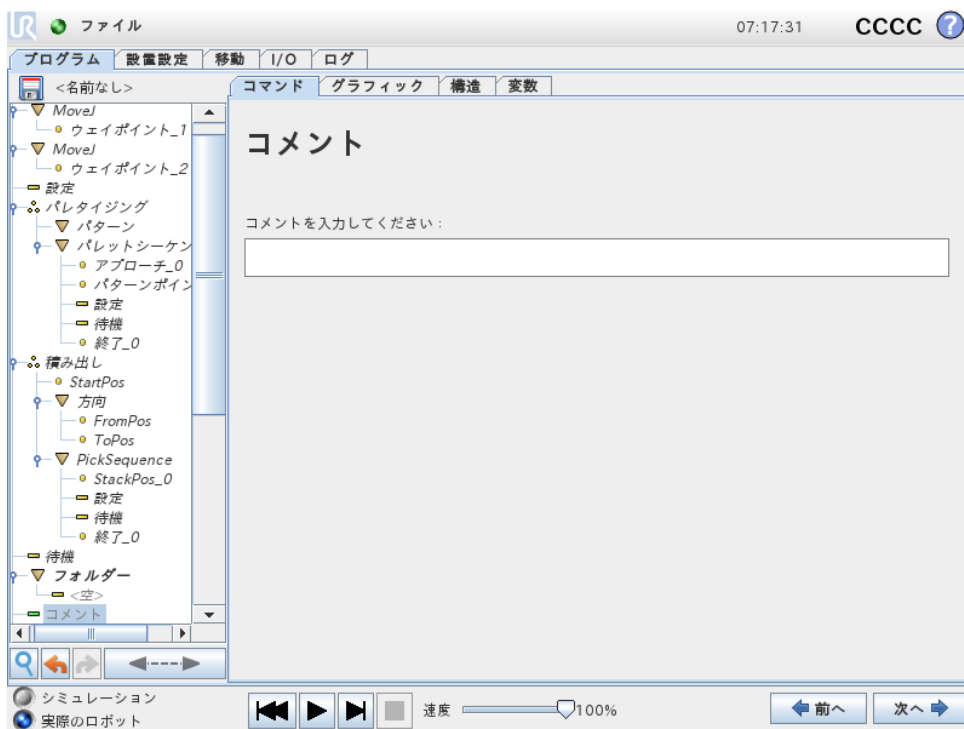 UR ファイル 07:17:31 CCCC ?
プログラム 設置設定 移動 I/O ログ
<名前なし>
コマンド グラフィック 構造 変数
MoveJ
ウェイポイント_1
MoveJ
ウェイポイント_2
設定
パレタイジング
パターン
パレットシーケン
アプローチ_0
パターンポイン
設定
待機
終了_0
積み出し
StartPos
方向
FromPos
ToPos
PickSequence
StackPos_0
設定
待機
終了_0
待機
フォルダー
<空>
コメント
コメント
コメントを入力してください:
シミュレーション
実際のロボット
速度 100%
前へ 次へ